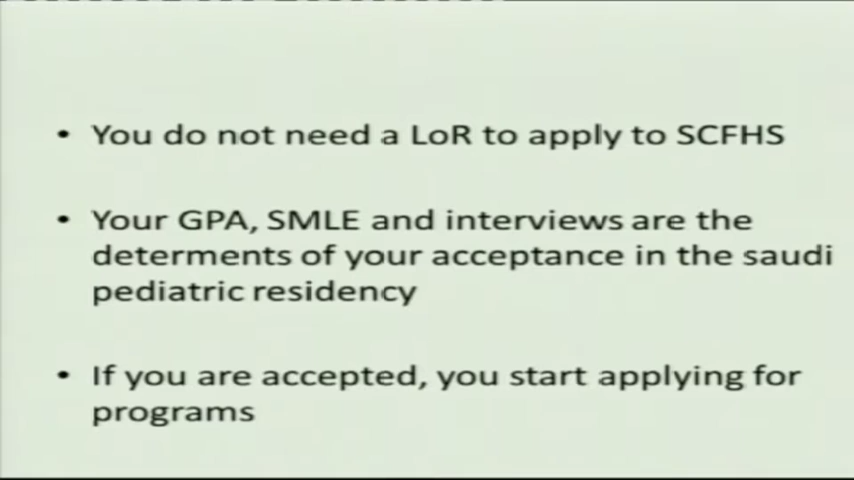 • You do not need a LoR to apply to SCFHS
• Your GPA, SMLE and interviews are the
determents of your acceptance in the saudi
pediatric residency
• If you are accepted, you start applying for
programs